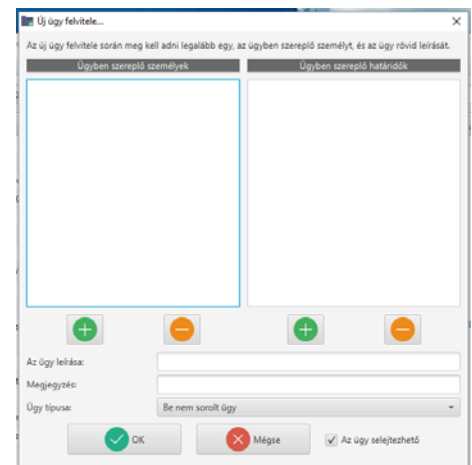 Új ügy felvitele...
Az új ügy felvitele során meg kell adni legalább egy, az ügyben szereplő személyt, és az ügy rövid leírását.
Ügyben szereplő személyek
Ügyben szereplő határidők
Az ügy leírása:
Megjegyzés:
Ügy típusa:
Be nem sorolt ügy
OK
Mégse
Az ügy selejtezhető